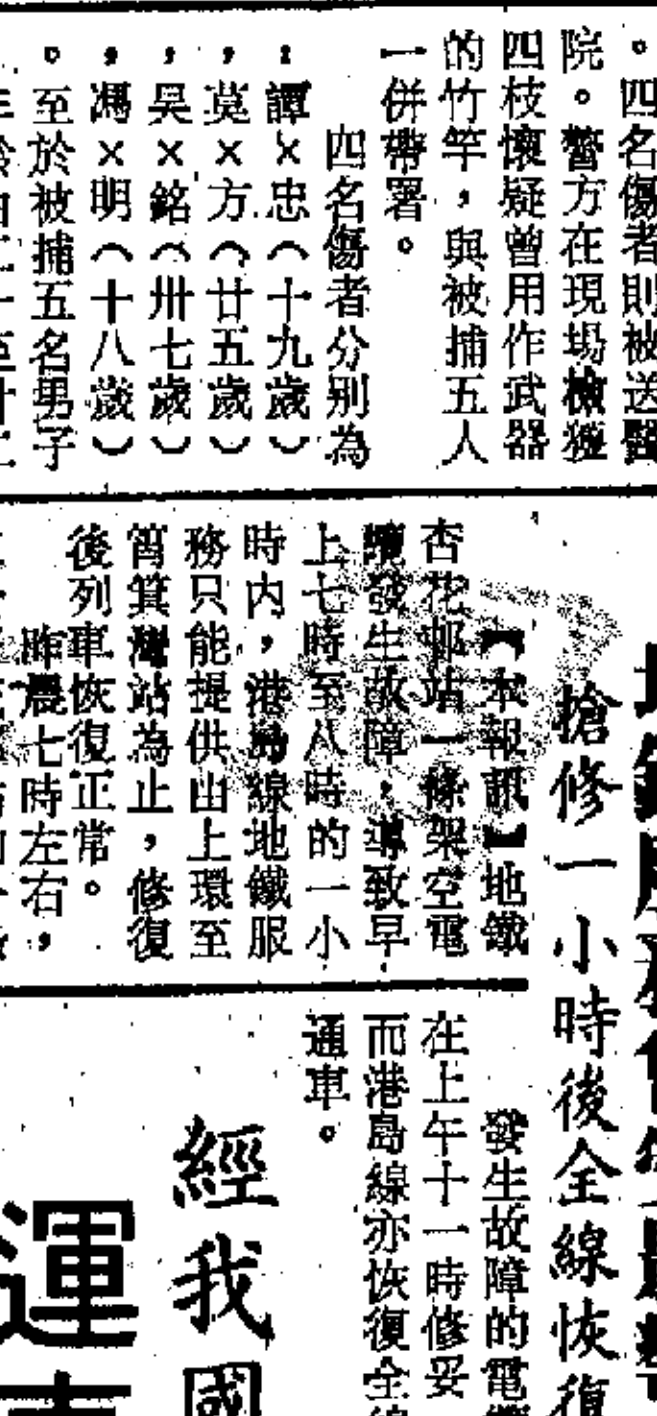 。四名傷者則被送醫
院。警方在現場檢獲
四枝懷疑曾用作武器
的竹竿，與被捕五人
一併帶署。
四名傷者分別為
：譚×忠（十九歲）
，莫×方（廿五歲）
，吳×銘（卅七歲）
，馮×明（十八歲）
。至於被捕五名男子
搶修一小時後全線恢復
【本報訊】地鐵
杏花邨站一條架空電
纜發生故障，導致早
上七時至八時的一小
時內，港島線地鐵服
務只能提供由上環至
筲箕灣站為止，修復
後列車恢復正常。
昨晨七時左右，
發生故障的電纜
在上午十一時修妥
而港島線亦恢復全線
通車。
經我國
運